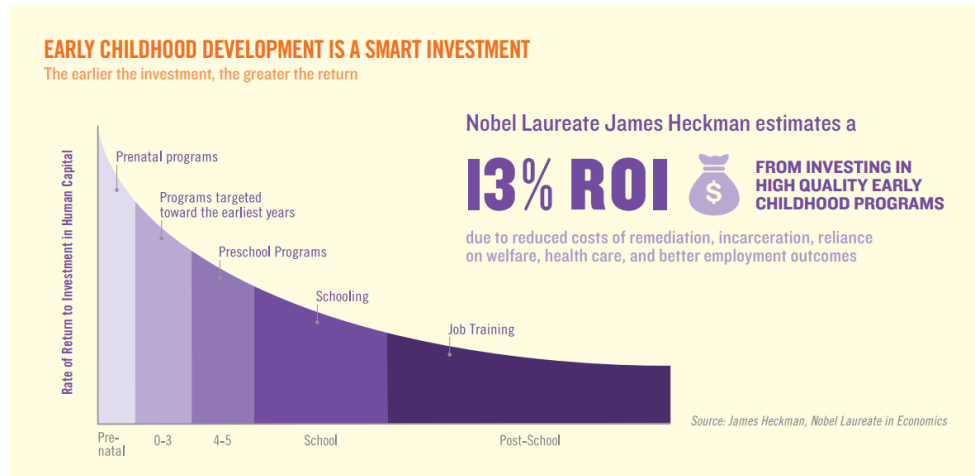 EARLY CHILDHOOD DEVELOPMENT IS A SMART INVESTMENT
The earlier the investment, the greater the return
Rate of Return to Investment in Human Capital
Prenatal programs
Programs targeted
toward the earliest years
Preschool Programs
Schooling
Job Training
Pre-
natal
0-3
4-5
School
Post-School
Nobel Laureate James Heckman estimates a
13% ROI
$
FROM INVESTING IN
HIGH QUALITY EARLY
CHILDHOOD PROGRAMS
due to reduced costs of remediation, incarceration, reliance
on welfare, health care, and better employment outcomes
Source: James Heckman, Nobel Laureate in Economics